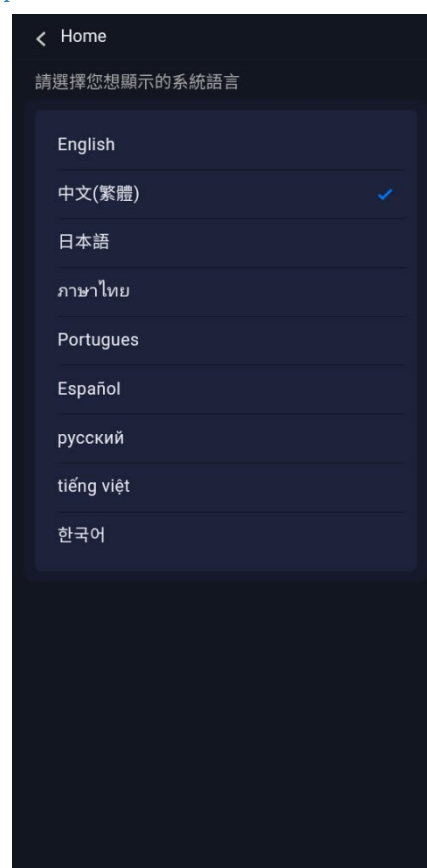 Home
請選擇您想顯示的系統語言
English
中文(繁體)
日本語
ภาษาไทย
Portugues
Español
русский
tiếng việt
한국어